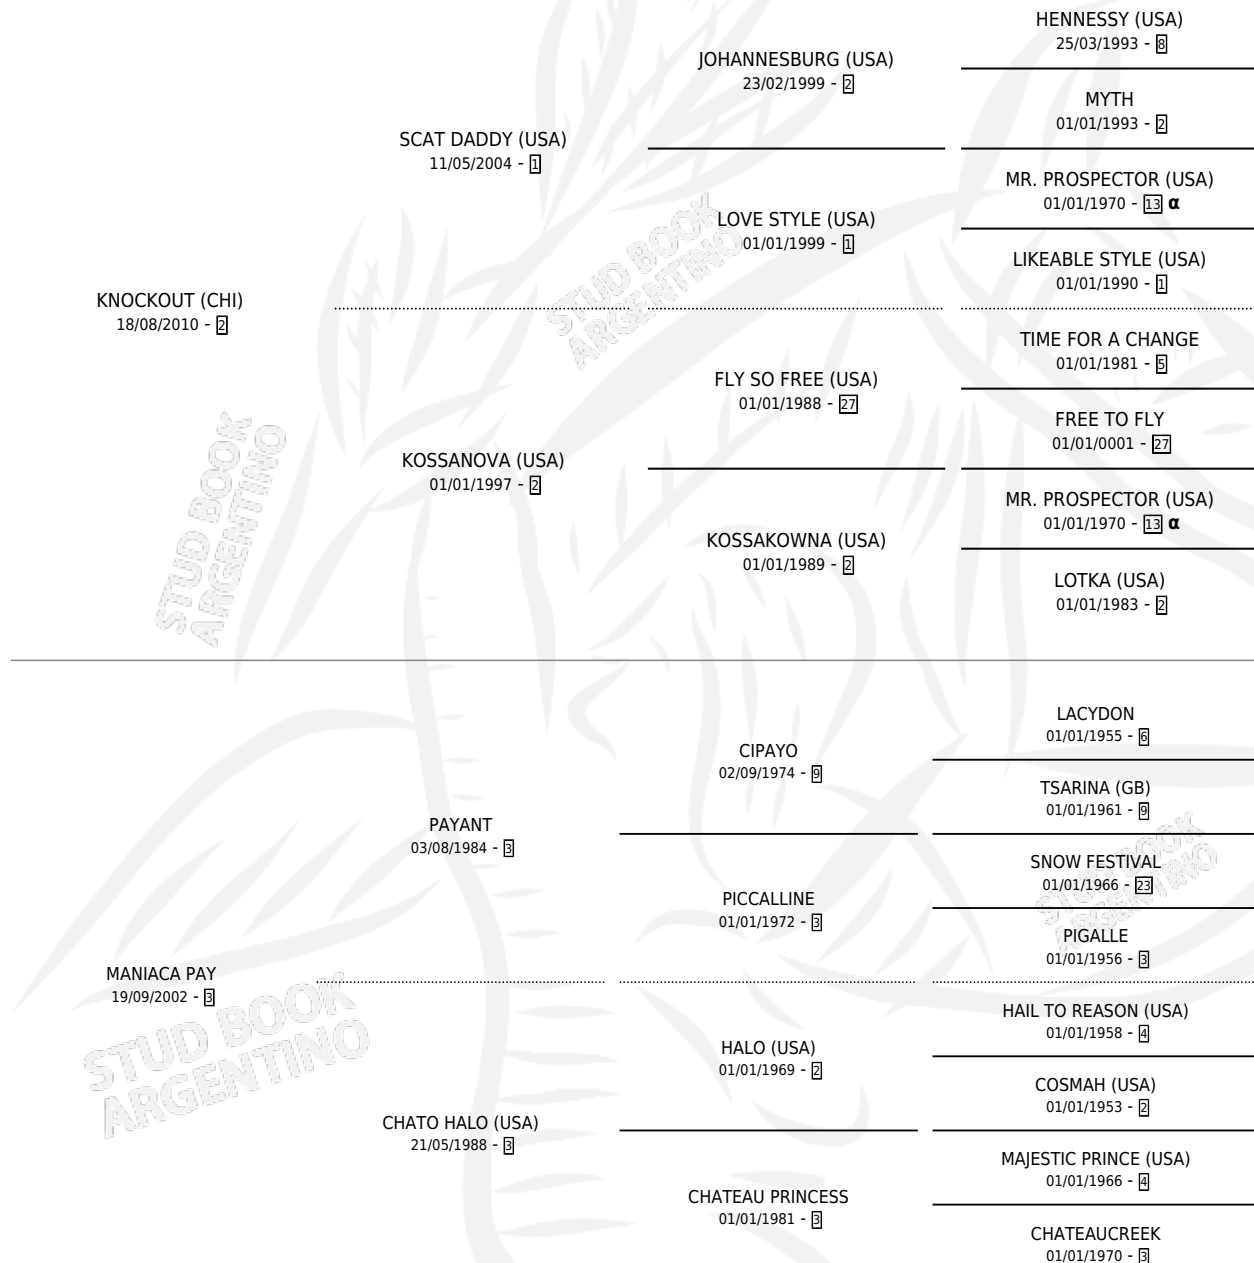 HENNESSY (USA)
25/03/1993 - 8
JOHANNESBURG (USA)
23/02/1999 - 2
MYTH
01/01/1993 - 2
SCAT DADDY (USA)
11/05/2004 - 1
MR. PROSPECTOR (USA)
01/01/1970 - 13 α
LOVE STYLE (USA)
01/01/1999 - 1
LIKEABLE STYLE (USA)
01/01/1990 - 1
KNOCKOUT (CHI)
18/08/2010 - 2
TIME FOR A CHANGE
01/01/1981 - 5
FLY SO FREE (USA)
01/01/1988 - 27
FREE TO FLY
01/01/0001 - 27
KOSSANOVA (USA)
01/01/1997 - 2
MR. PROSPECTOR (USA)
01/01/1970 - 13 α
KOSSAKOWNA (USA)
01/01/1989 - 2
LOTKA (USA)
01/01/1983 - 2
LACYDON
01/01/1955 - 6
CIPAYO
02/09/1974 - 9
TSARINA (GB)
01/01/1961 - 9
PAYANT
03/08/1984 - 3
SNOW FESTIVAL
01/01/1966 - 23
PICCALLINE
01/01/1972 - 3
PIGALLE
01/01/1956 - 3
MANIACA PAY
19/09/2002 - 3
HAIL TO REASON (USA)
01/01/1958 - 4
HALO (USA)
01/01/1969 - 2
COSMAH (USA)
01/01/1953 - 2
CHATO HALO (USA)
21/05/1988 - 3
MAJESTIC PRINCE (USA)
01/01/1966 - 4
CHATEAU PRINCESS
01/01/1981 - 3
CHATEAUCREEK
01/01/1970 - 3
STUD BOOK
ARGENTINO
STUD BOOK
ARGENTINO
STUD BOOK
ARGENTINO
STUD BOOK
ARGENTINO